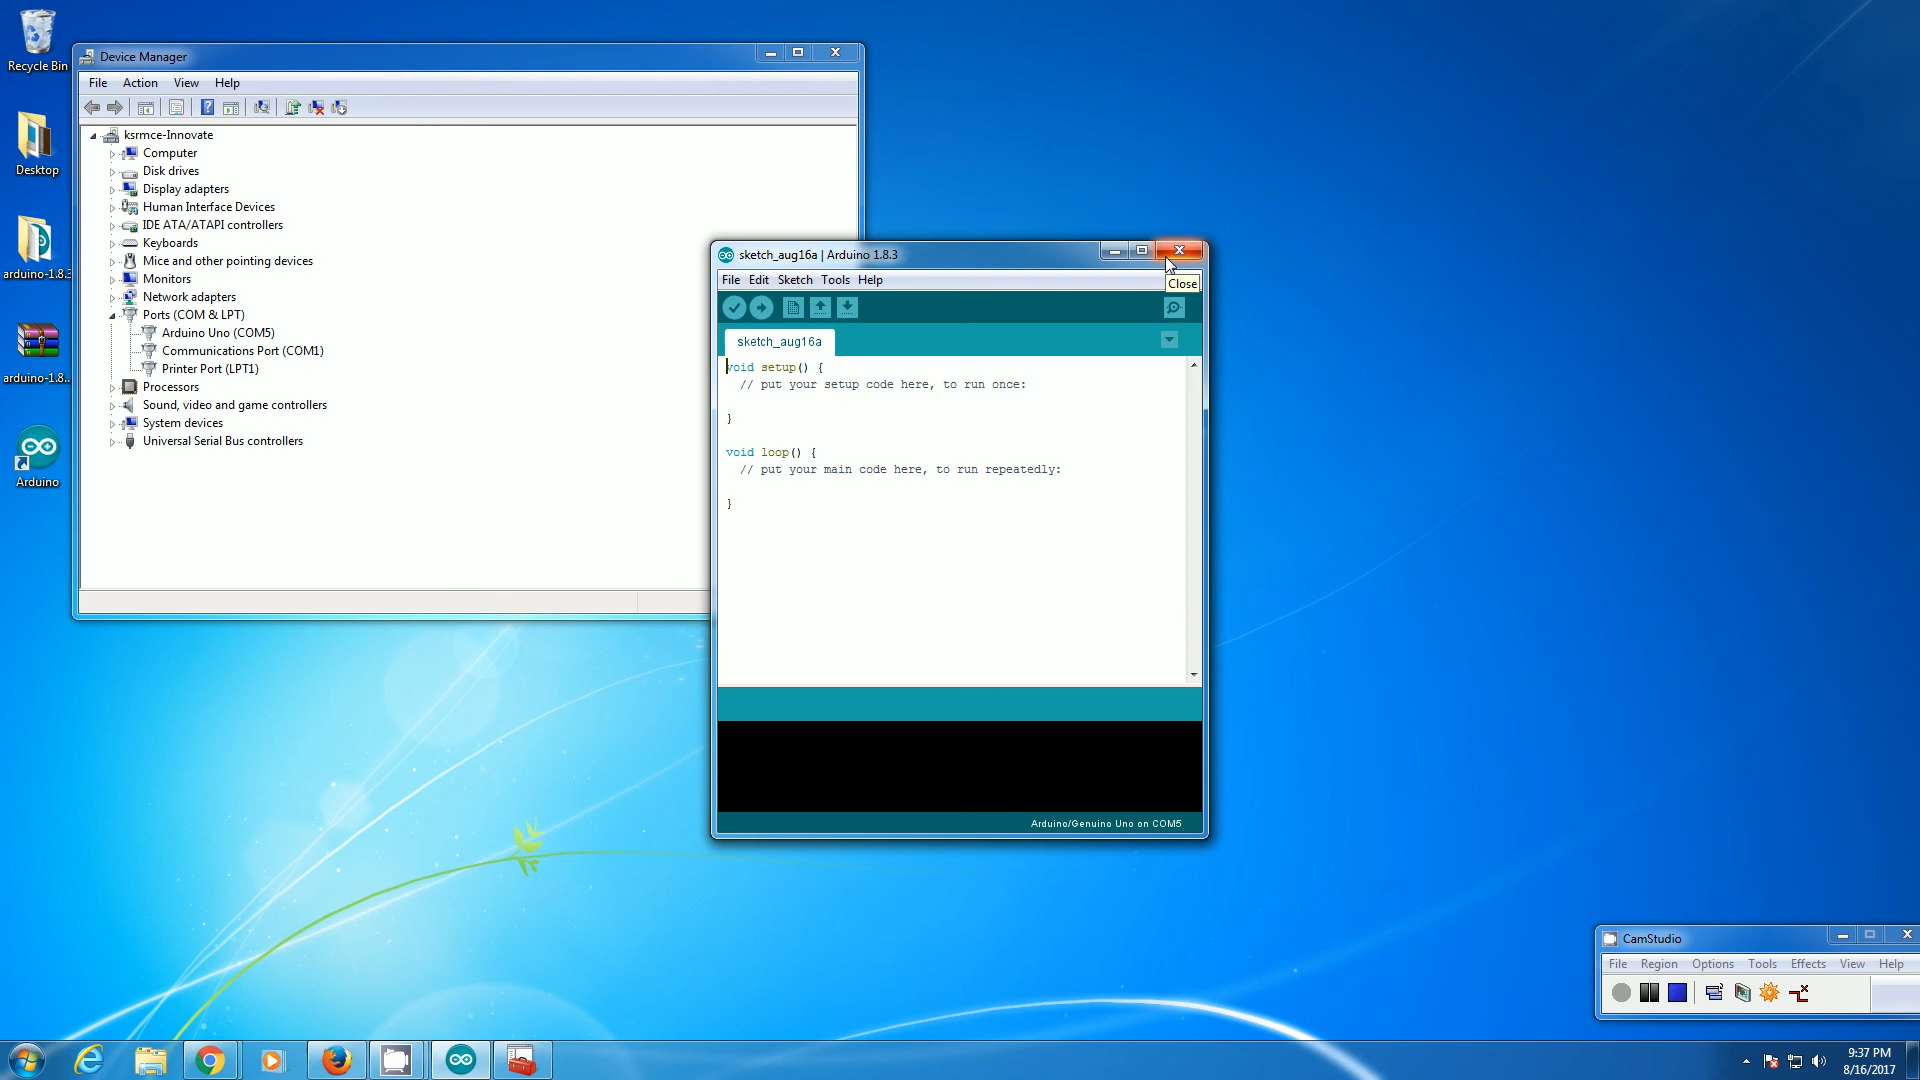 Recycle Bin
Desktop
arduino-1.8.3
arduino-1.8...
Arduino
Device Manager
File Action View Help
ksrmce-Innovate
Computer
Disk drives
Display adapters
Human Interface Devices
IDE ATA/ATAPI controllers
Keyboards
Mice and other pointing devices
Monitors
Network adapters
Ports (COM & LPT)
Arduino Uno (COM5)
Communications Port (COM1)
Printer Port (LPT1)
Processors
Sound, video and game controllers
System devices
Universal Serial Bus controllers
sketch_aug16a | Arduino 1.8.3
File Edit Sketch Tools Help
Close
sketch_aug16a
void setup() {
// put your setup code here, to run once:
}
void loop() {
// put your main code here, to run repeatedly:
}
Arduino/Genuino Uno on COM5
CamStudio
File Region Options Tools Effects View Help
9:37 PM
8/16/2017